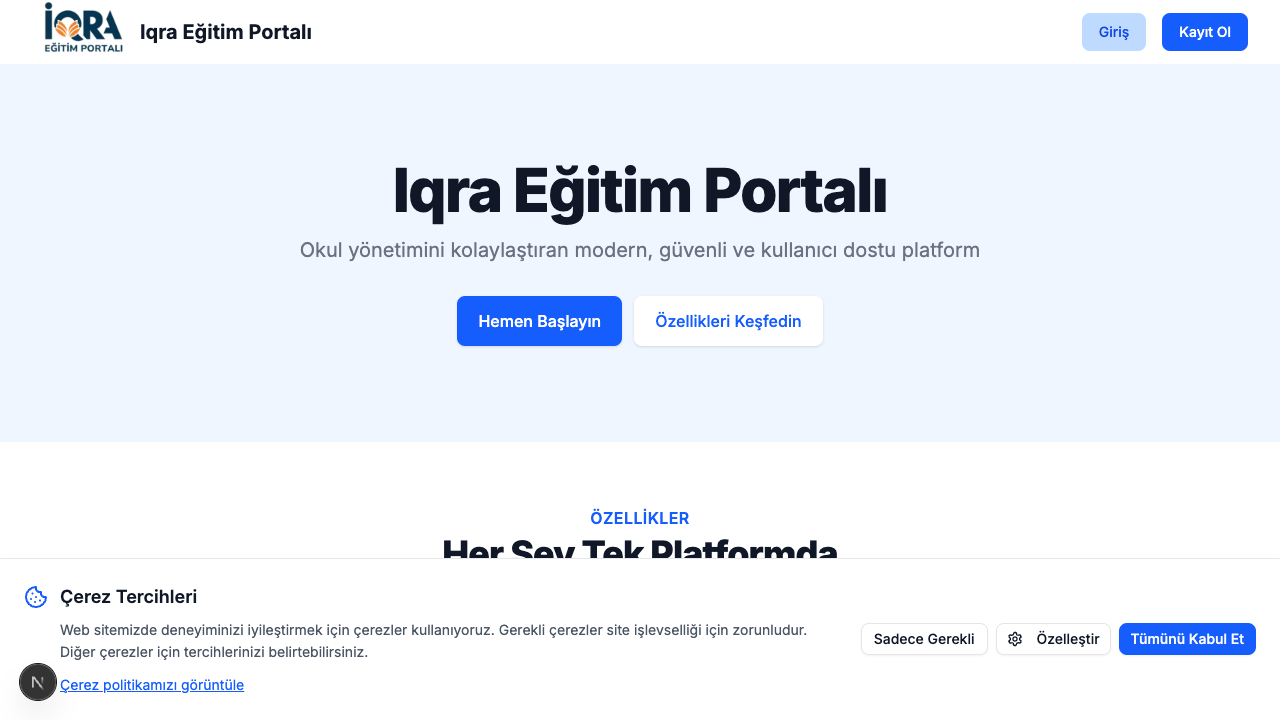 İQRA
EĞİTİM PORTALI
Iqra Eğitim Portalı
Giriş
Kayıt Ol
Iqra Eğitim Portalı
Okul yönetimini kolaylaştıran modern, güvenli ve kullanıcı dostu platform
Hemen Başlayın
Özellikleri Keşfedin
ÖZELLİKLER
Her Şey Tek Platformda
Çerez Tercihleri
Web sitemizde deneyiminizi iyileştirmek için çerezler kullanıyoruz. Gerekli çerezler site işlevselliği için zorunludur.
Diğer çerezler için tercihlerinizi belirtebilirsiniz.
Çerez politikamızı görüntüle
Sadece Gerekli
Özelleştir
Tümünü Kabul Et
N